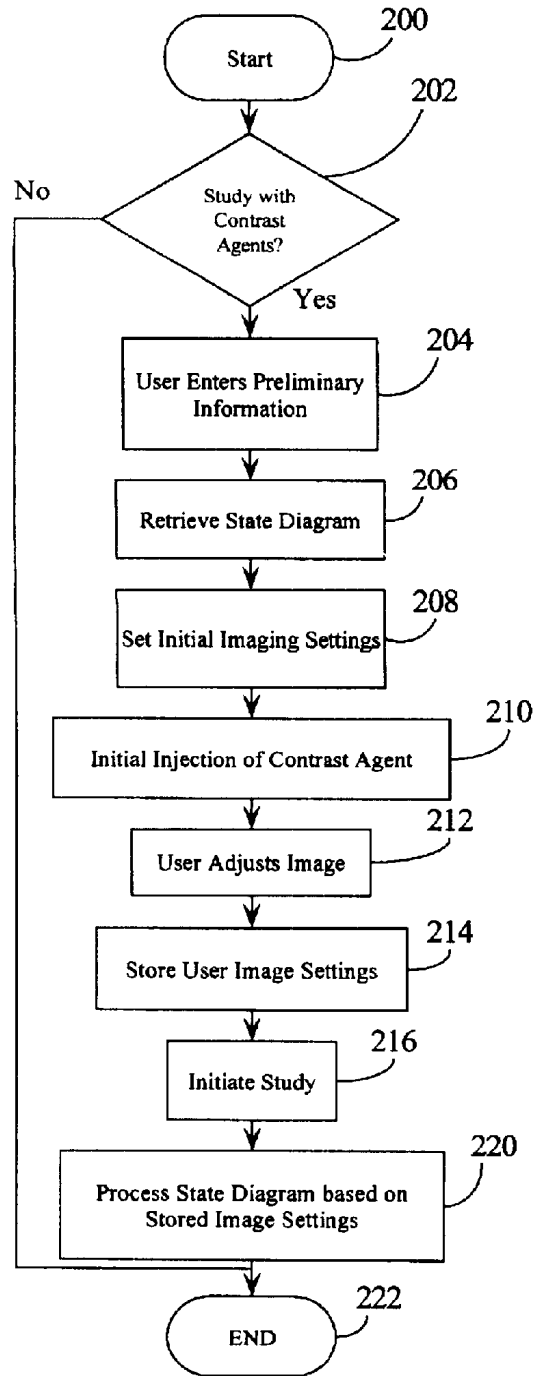 200
Start
202
No
Study with
Contrast
Agents?
Yes
204
User Enters Preliminary
Information
206
Retrieve State Diagram
208
Set Initial Imaging Settings
210
Initial Injection of Contrast Agent
212
User Adjusts Image
214
Store User Image Settings
216
Initiate Study
220
Process State Diagram based on
Stored Image Settings
222
END